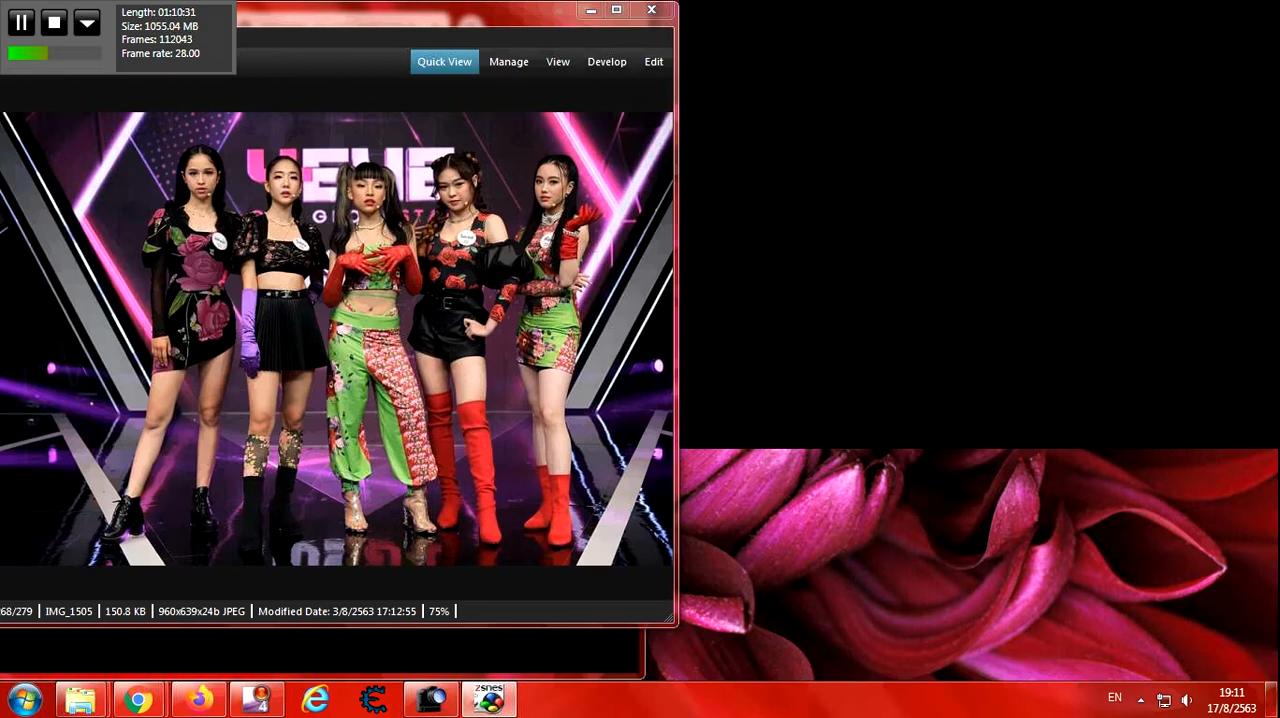 Length: 01:10:31
Size: 1055.04 MB
Frames: 112043
Frame rate: 28.00
Quick View Manage View Develop Edit
68/279 | IMG_1505 | 150.8 KB | 960x639x24b JPEG | Modified Date: 3/8/2563 17:12:55 | 75% |
4
ZSNES
EN
19:11
17/8/2563